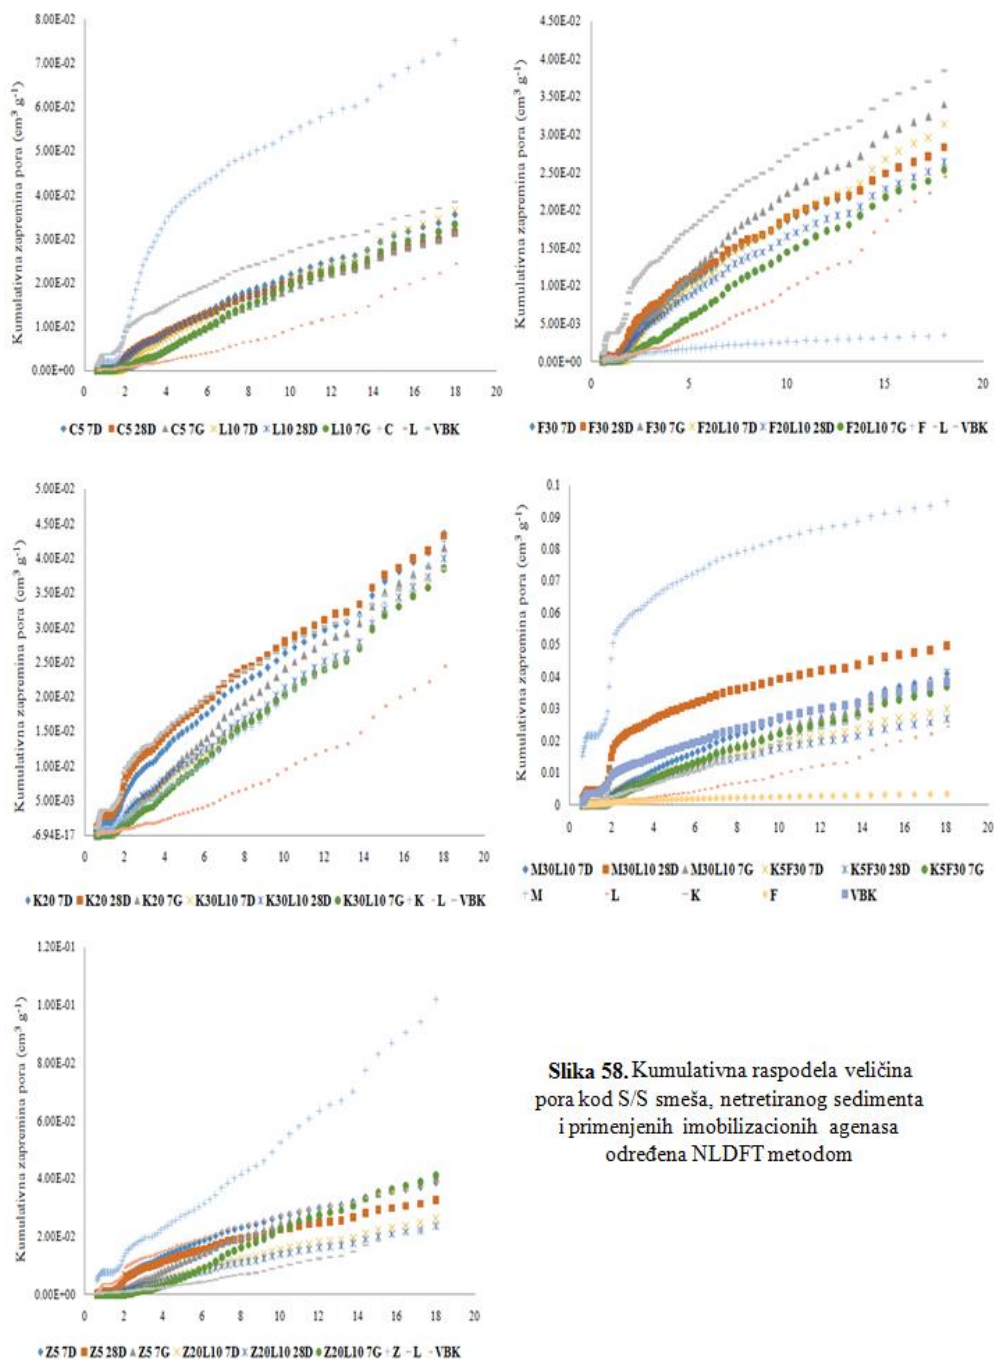 Kumulativna zapremina pora (cm³ g⁻¹)
8.00E-02
7.00E-02
6.00E-02
5.00E-02
4.00E-02
3.00E-02
2.00E-02
1.00E-02
0.00E+00
0 2 4 6 8 10 12 14 16 18 20
C5 7D C5 28D C5 7G L10 7D L10 28D L10 7G C L VBK
Kumulativna zapremina pora (cm³ g⁻¹)
4.50E-02
4.00E-02
3.50E-02
3.00E-02
2.50E-02
2.00E-02
1.50E-02
1.00E-02
5.00E-03
0.00E+00
0 5 10 15 20
F30 7D F30 28D F30 7G F20L10 7D F20L10 28D F20L10 7G F L VBK
Kumulativna zapremina pora (cm³ g⁻¹)
5.00E-02
4.50E-02
4.00E-02
3.50E-02
3.00E-02
2.50E-02
2.00E-02
1.50E-02
1.00E-02
5.00E-03
-6.94E-17
0 2 4 6 8 10 12 14 16 18 20
K20 7D K20 28D K20 7G K30L10 7D K30L10 28D K30L10 7G K L VBK
Kumulativna zapremina pora (cm³ g⁻¹)
0.1
0.09
0.08
0.07
0.06
0.05
0.04
0.03
0.02
0.01
0
0 2 4 6 8 10 12 14 16 18 20
M30L10 7D M30L10 28D M30L10 7G K5F30 7D K5F30 28D K5F30 7G
M L K F VBK
Kumulativna zapremina pora (cm³ g⁻¹)
1.20E-01
1.00E-01
8.00E-02
6.00E-02
4.00E-02
2.00E-02
0.00E+00
0 2 4 6 8 10 12 14 16 18 20
Z5 7D Z5 28D Z5 7G Z20L10 7D Z20L10 28D Z20L10 7G Z L VBK
Slika 58. Kumulativna raspodela veličina
pora kod S/S smeša, netretiranog sedimenta
i primenjenih imobilizacionih agenasa
određena NLDFT metodom